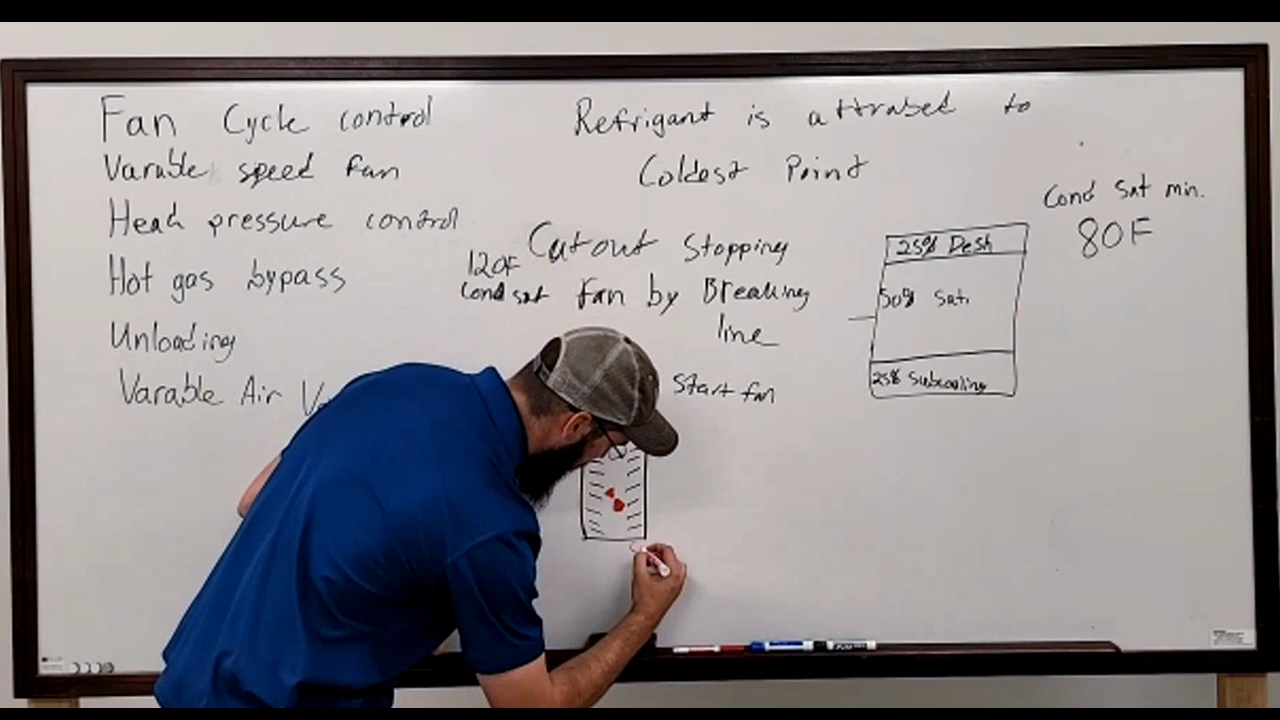 Fan Cycle control
Varable speed fan
Head pressure control
Hot gas bypass
Unloading
Varable Air
Refrigant is attrased to
Coldest Point
Cutout Stopping
fan by Breaking
line
120F
Cond sat
Start fan
25% Desh
50% Sat.
25% Subcooling
Cond Sat min.
80F